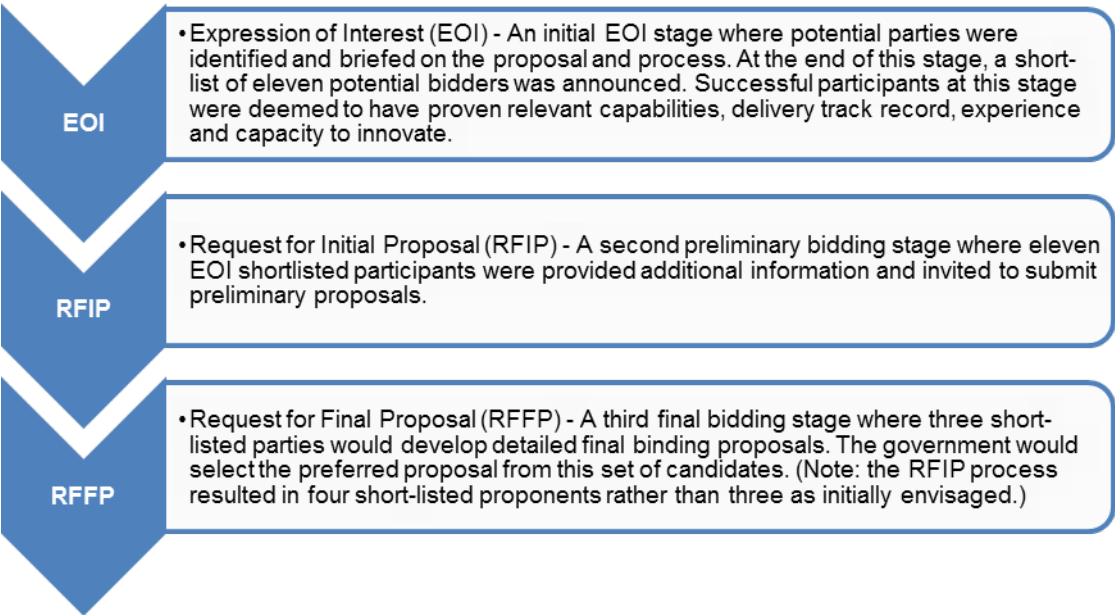 EOI
•Expression of Interest (EOI) - An initial EOI stage where potential parties were
identified and briefed on the proposal and process. At the end of this stage, a short-
list of eleven potential bidders was announced. Successful participants at this stage
were deemed to have proven relevant capabilities, delivery track record, experience
and capacity to innovate.
RFIP
•Request for Initial Proposal (RFIP) - A second preliminary bidding stage where eleven
EOI shortlisted participants were provided additional information and invited to submit
preliminary proposals.
RFFP
•Request for Final Proposal (RFFP) - A third final bidding stage where three short-
listed parties would develop detailed final binding proposals. The government would
select the preferred proposal from this set of candidates. (Note: the RFIP process
resulted in four short-listed proponents rather than three as initially envisaged.)